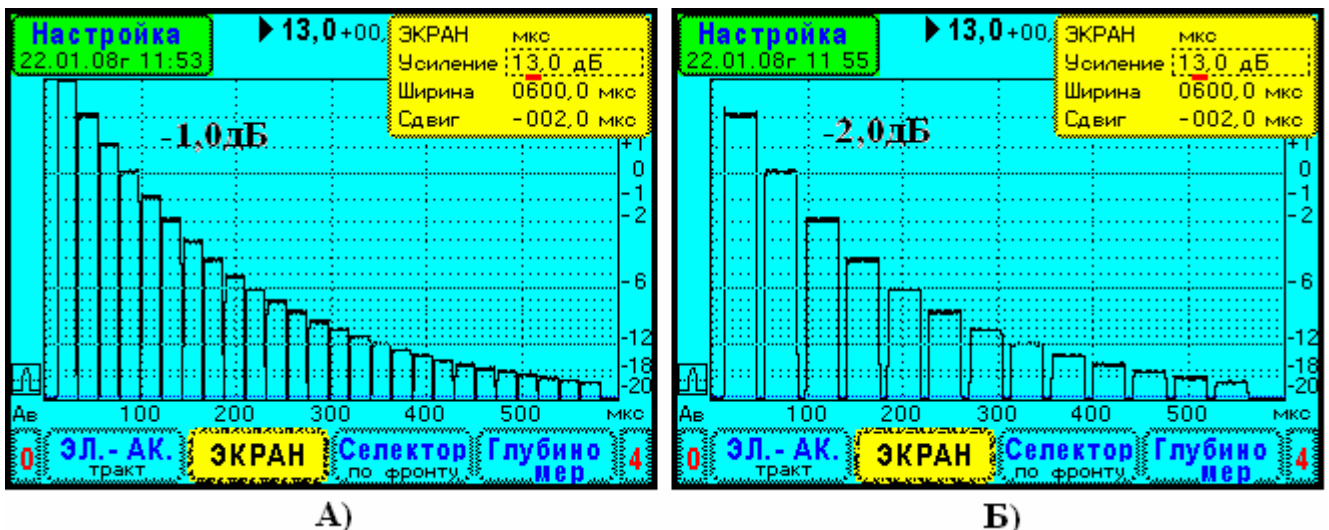 Настройка
22.01.08г 11:53
13,0+00,
ЭКРАН мкс
Усиление 13,0 дБ
Ширина 0600,0 мкс
Сдвиг -002,0 мкс
-1,0дБ
+1
0
-1
-2
-6
-12
-18
-20
Ав 100 200 300 400 500 мкс
0 ЭЛ.- АК. тракт ЭКРАН Селектор по фронту Глубино мер 4
А)
Настройка
22.01.08г 11 55
13,0+00,
ЭКРАН мкс
Усиление 13,0 дБ
Ширина 0600,0 мкс
Сдвиг -002,0 мкс
-2,0дБ
+1
0
-1
-2
-6
-12
-18
-20
Ав 100 200 300 400 500 мкс
0 ЭЛ.- АК. тракт ЭКРАН Селектор по фронту Глубино мер 4
Б)